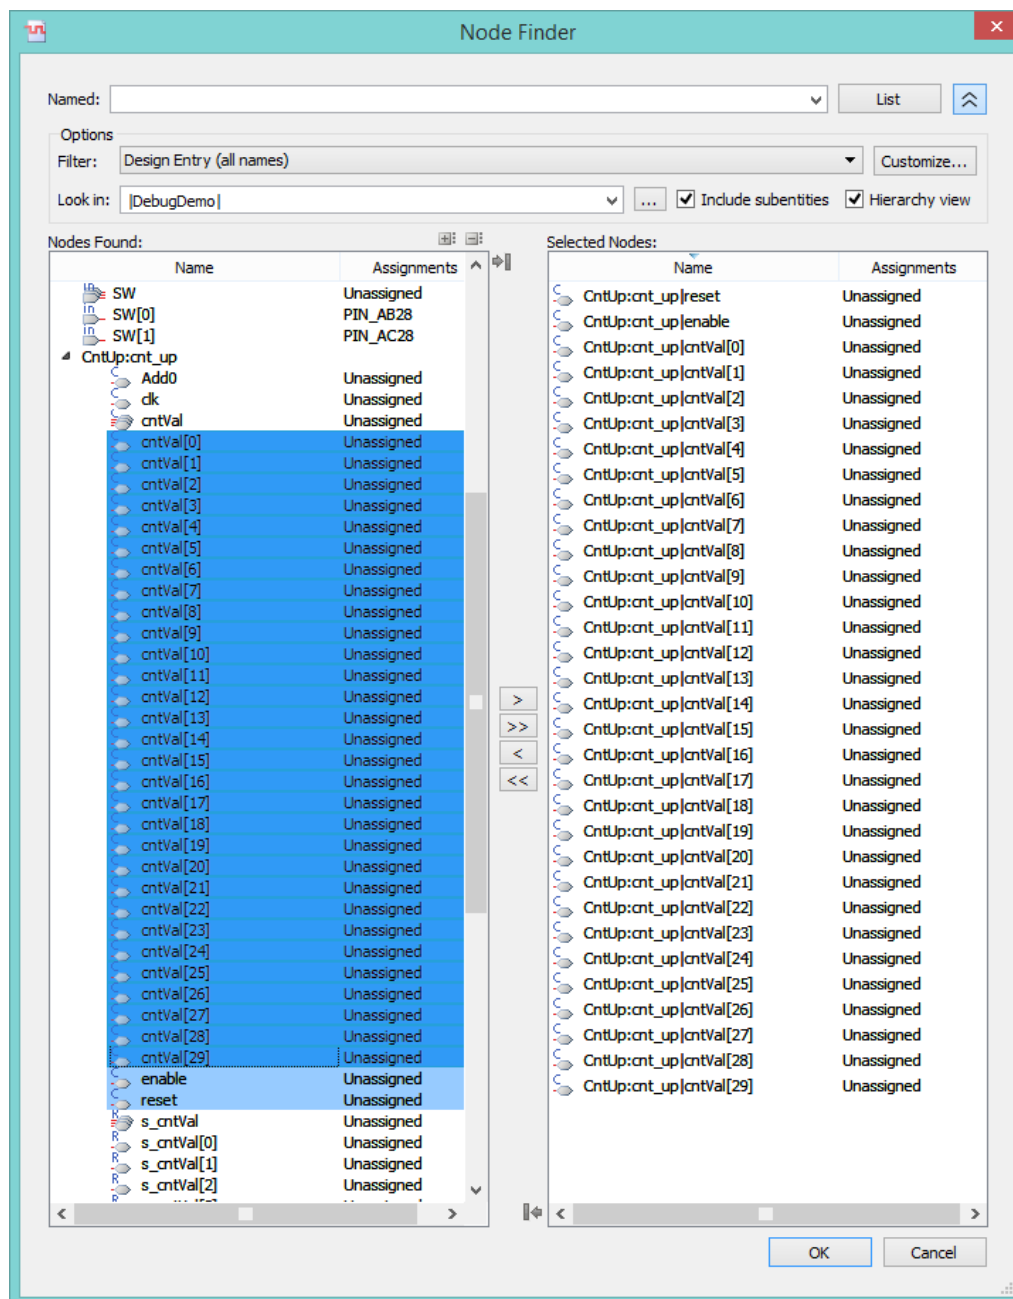 Node Finder
Named:
List
Options
Filter: Design Entry (all names) Customize...
Look in: |DebugDemo| ... Include subentities Hierarchy view
Nodes Found:
Name Assignments
SW Unassigned
SW[0] PIN_AB28
SW[1] PIN_AC28
CntUp:cnt_up
Add0 Unassigned
clk Unassigned
cntVal Unassigned
cntVal[0] Unassigned
cntVal[1] Unassigned
cntVal[2] Unassigned
cntVal[3] Unassigned
cntVal[4] Unassigned
cntVal[5] Unassigned
cntVal[6] Unassigned
cntVal[7] Unassigned
cntVal[8] Unassigned
cntVal[9] Unassigned
cntVal[10] Unassigned
cntVal[11] Unassigned
cntVal[12] Unassigned
cntVal[13] Unassigned
cntVal[14] Unassigned
cntVal[15] Unassigned
cntVal[16] Unassigned
cntVal[17] Unassigned
cntVal[18] Unassigned
cntVal[19] Unassigned
cntVal[20] Unassigned
cntVal[21] Unassigned
cntVal[22] Unassigned
cntVal[23] Unassigned
cntVal[24] Unassigned
cntVal[25] Unassigned
cntVal[26] Unassigned
cntVal[27] Unassigned
cntVal[28] Unassigned
cntVal[29] Unassigned
enable Unassigned
reset Unassigned
s_cntVal Unassigned
s_cntVal[0] Unassigned
s_cntVal[1] Unassigned
s_cntVal[2] Unassigned
>
>>
<
<<
Selected Nodes:
Name Assignments
CntUp:cnt_up|reset Unassigned
CntUp:cnt_up|enable Unassigned
CntUp:cnt_up|cntVal[0] Unassigned
CntUp:cnt_up|cntVal[1] Unassigned
CntUp:cnt_up|cntVal[2] Unassigned
CntUp:cnt_up|cntVal[3] Unassigned
CntUp:cnt_up|cntVal[4] Unassigned
CntUp:cnt_up|cntVal[5] Unassigned
CntUp:cnt_up|cntVal[6] Unassigned
CntUp:cnt_up|cntVal[7] Unassigned
CntUp:cnt_up|cntVal[8] Unassigned
CntUp:cnt_up|cntVal[9] Unassigned
CntUp:cnt_up|cntVal[10] Unassigned
CntUp:cnt_up|cntVal[11] Unassigned
CntUp:cnt_up|cntVal[12] Unassigned
CntUp:cnt_up|cntVal[13] Unassigned
CntUp:cnt_up|cntVal[14] Unassigned
CntUp:cnt_up|cntVal[15] Unassigned
CntUp:cnt_up|cntVal[16] Unassigned
CntUp:cnt_up|cntVal[17] Unassigned
CntUp:cnt_up|cntVal[18] Unassigned
CntUp:cnt_up|cntVal[19] Unassigned
CntUp:cnt_up|cntVal[20] Unassigned
CntUp:cnt_up|cntVal[21] Unassigned
CntUp:cnt_up|cntVal[22] Unassigned
CntUp:cnt_up|cntVal[23] Unassigned
CntUp:cnt_up|cntVal[24] Unassigned
CntUp:cnt_up|cntVal[25] Unassigned
CntUp:cnt_up|cntVal[26] Unassigned
CntUp:cnt_up|cntVal[27] Unassigned
CntUp:cnt_up|cntVal[28] Unassigned
CntUp:cnt_up|cntVal[29] Unassigned
OK Cancel